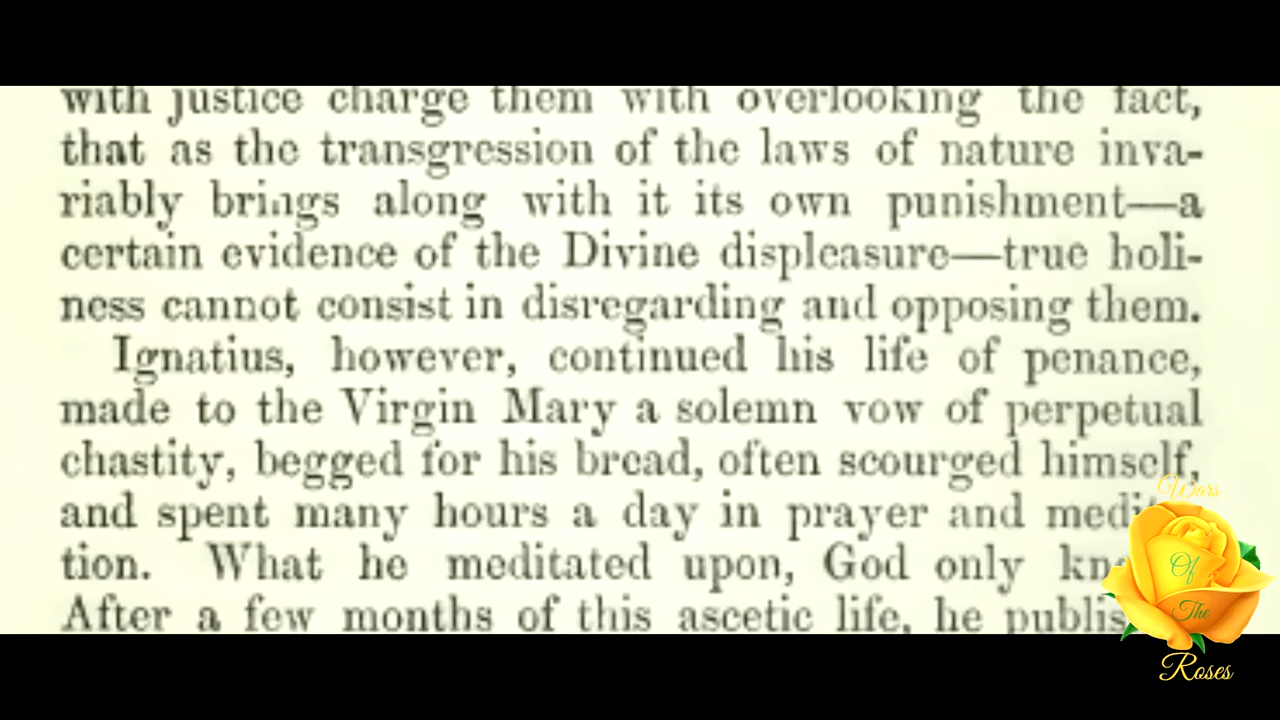 with justice charge them with overlooking the fact,
that as the transgression of the laws of nature inva-
riably brings along with it its own punishment—a
certain evidence of the Divine displeasure—true holi-
ness cannot consist in disregarding and opposing them.
Ignatius, however, continued his life of penance,
made to the Virgin Mary a solemn vow of perpetual
chastity, begged for his bread, often scourged himself,
and spent many hours a day in prayer and
tion. What he meditated upon, God only
After a few months of this ascetic life, he
Wars
Of
The
Roses